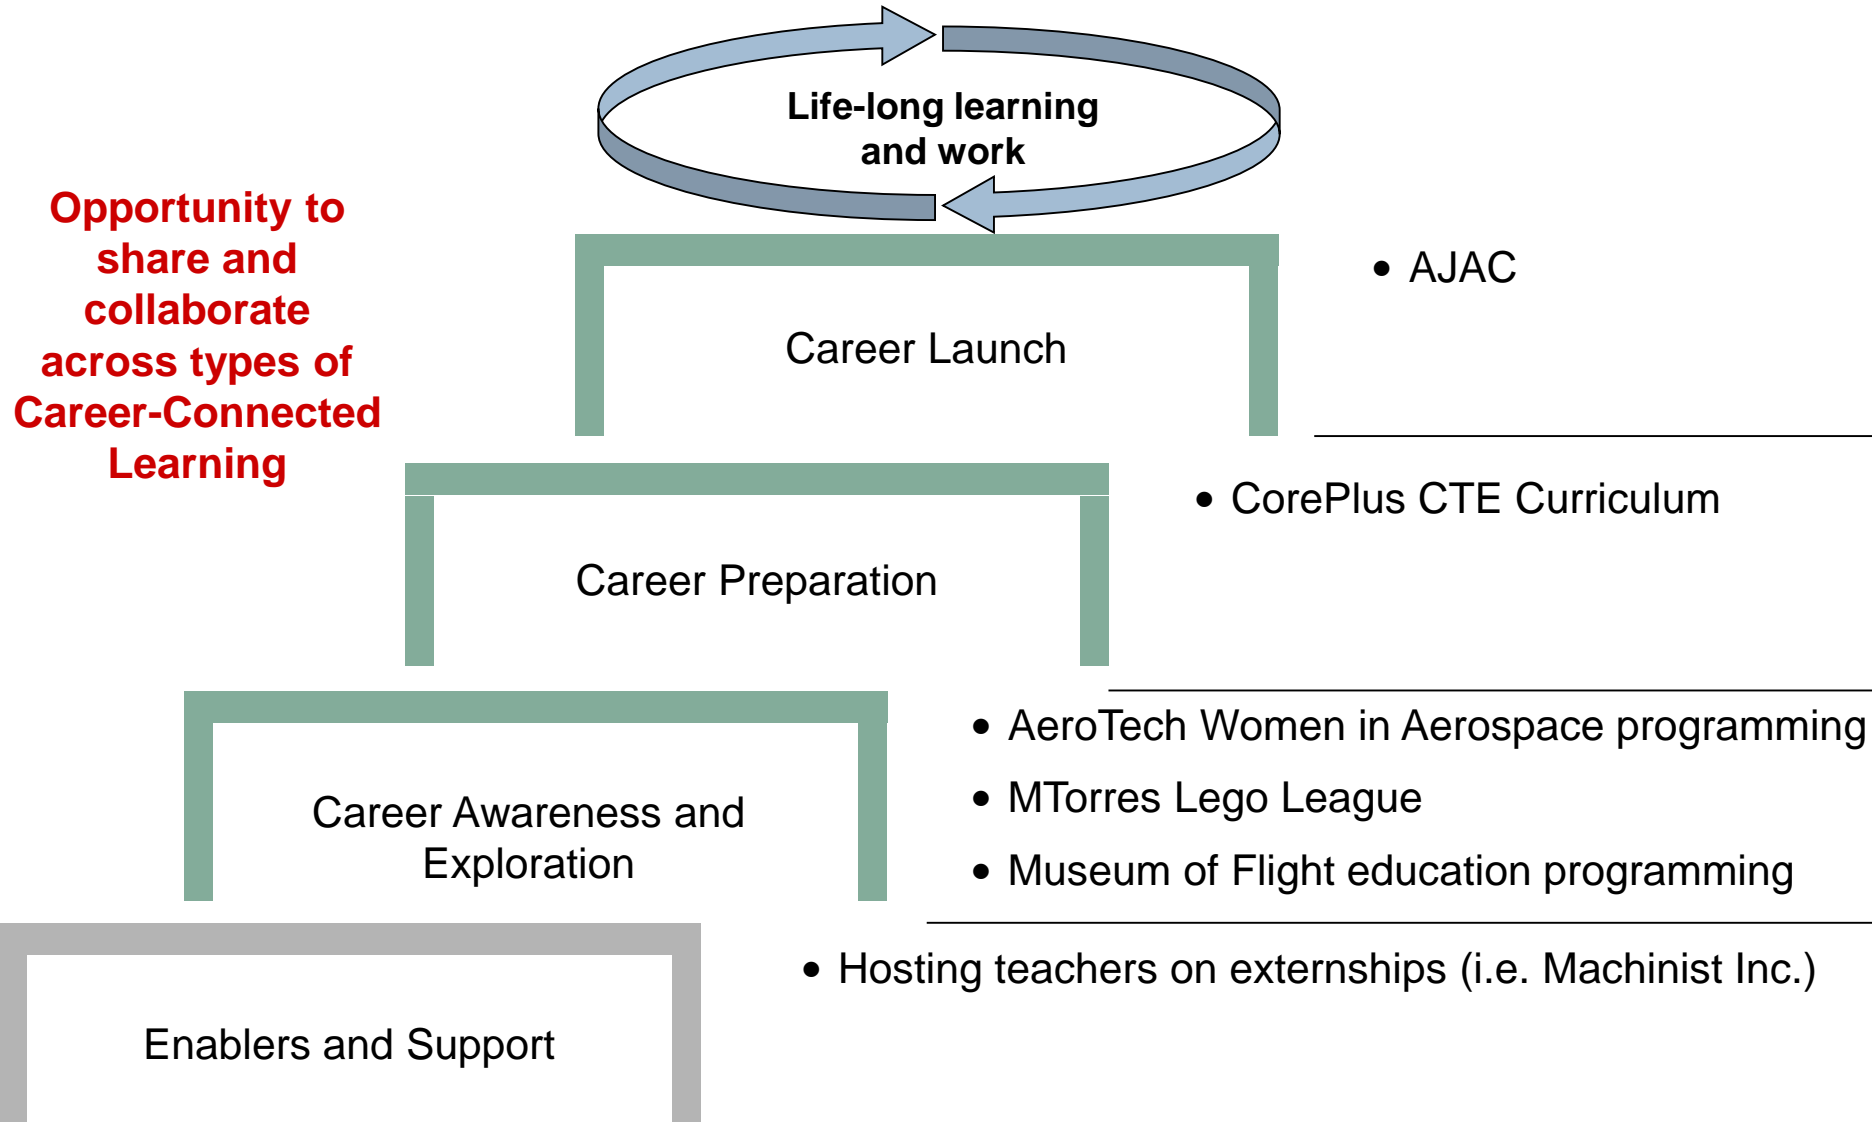 Life-long learning
and work
Opportunity to
share and
collaborate
across types of
Career-Connected
Learning
Career Launch
• AJAC
Career Preparation
• CorePlus CTE Curriculum
Career Awareness and
Exploration
• AeroTech Women in Aerospace programming
• MTorres Lego League
• Museum of Flight education programming
Enablers and Support
• Hosting teachers on externships (i.e. Machinist Inc.)